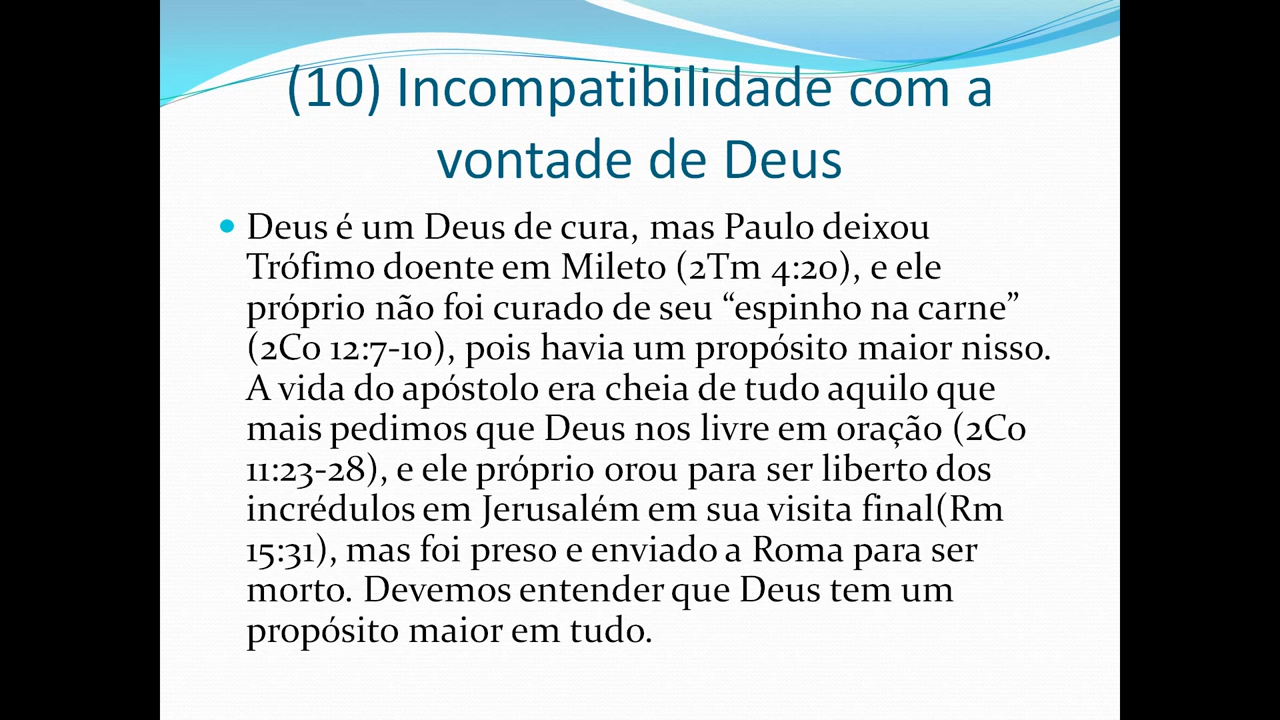 (10) Incompatibilidade com a
vontade de Deus
• Deus é um Deus de cura, mas Paulo deixou
Trófimo doente em Mileto (2Tm 4:20), e ele
próprio não foi curado de seu “espinho na carne”
(2Co 12:7-10), pois havia um propósito maior nisso.
A vida do apóstolo era cheia de tudo aquilo que
mais pedimos que Deus nos livre em oração (2Co
11:23-28), e ele próprio orou para ser liberto dos
incrédulos em Jerusalém em sua visita final(Rm
15:31), mas foi preso e enviado a Roma para ser
morto. Devemos entender que Deus tem um
propósito maior em tudo.